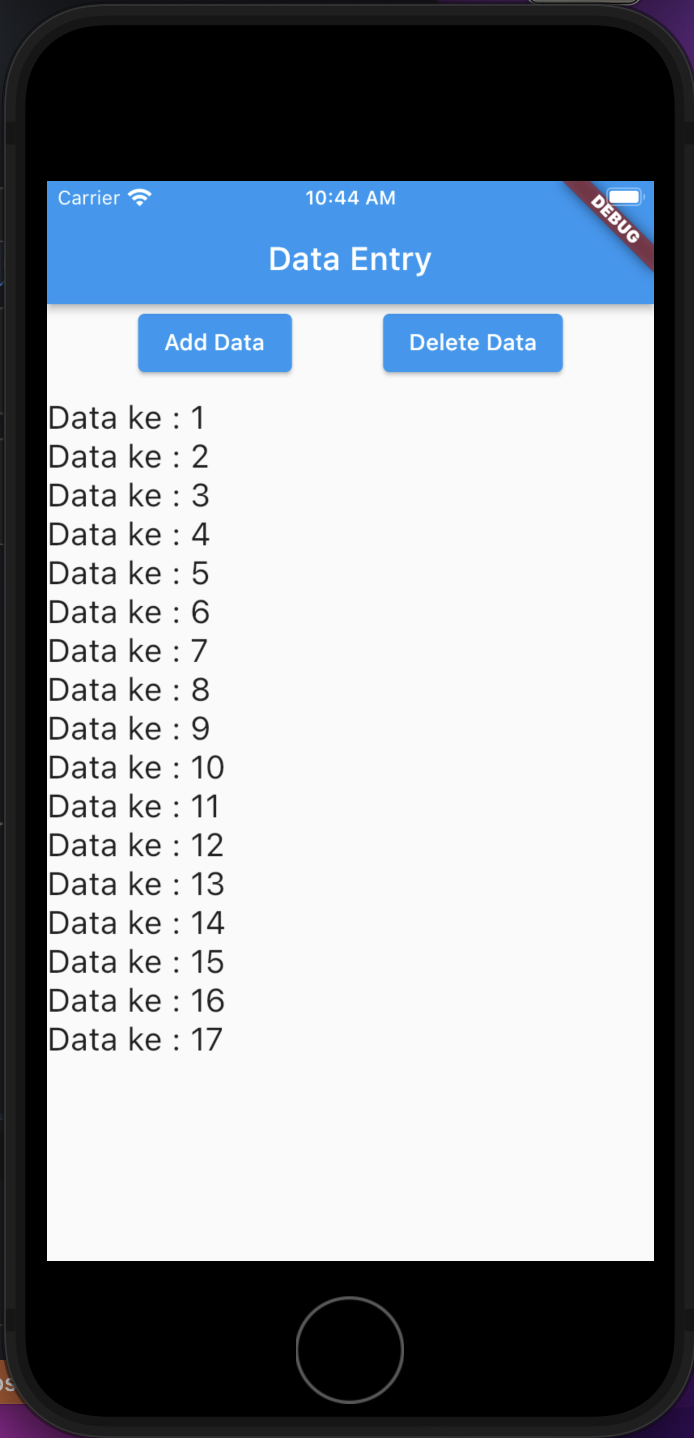 Carrier 10:44 AM
DEBUG
Data Entry
Add Data Delete Data
Data ke : 1
Data ke : 2
Data ke : 3
Data ke : 4
Data ke : 5
Data ke : 6
Data ke : 7
Data ke : 8
Data ke : 9
Data ke : 10
Data ke : 11
Data ke : 12
Data ke : 13
Data ke : 14
Data ke : 15
Data ke : 16
Data ke : 17